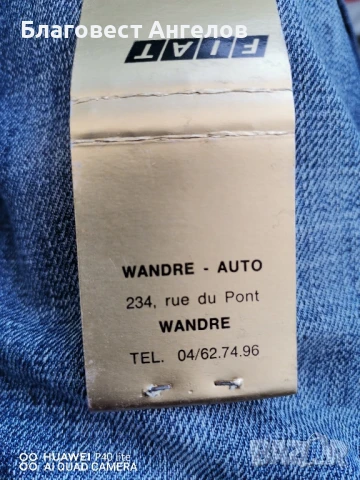 Благовест Ангелов
FIAT
WANDRE - AUTO
234, rue du Pont
WANDRE
TEL. 04/62.74.96
HUAWEI P40 lite
AI QUAD CAMERA